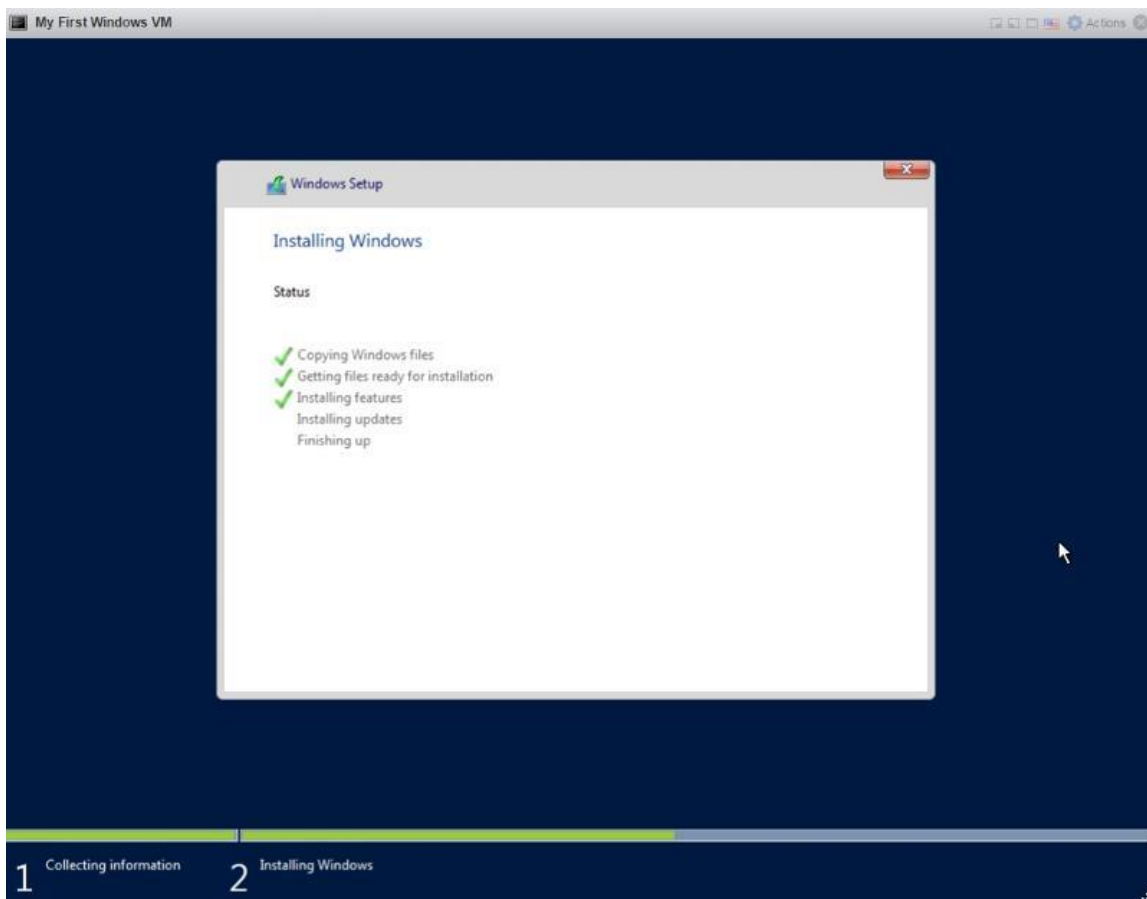 My First Windows VM
Actions
Windows Setup
Installing Windows
Status
Copying Windows files
Getting files ready for installation
Installing features
Installing updates
Finishing up
1 Collecting information
2 Installing Windows